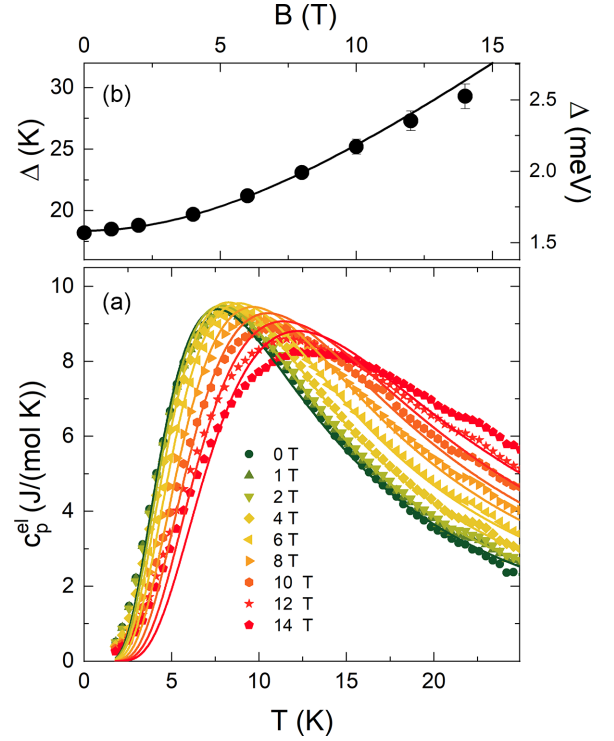 B (T)
0 5 10 15
(b)
30
25
20
Δ (K)
2.5
2.0
1.5
Δ (meV)
(a)
10
8
6
4
2
0
c_p^el (J/(mol K))
0 T
1 T
2 T
4 T
6 T
8 T
10 T
12 T
14 T
0 5 10 15 20
T (K)